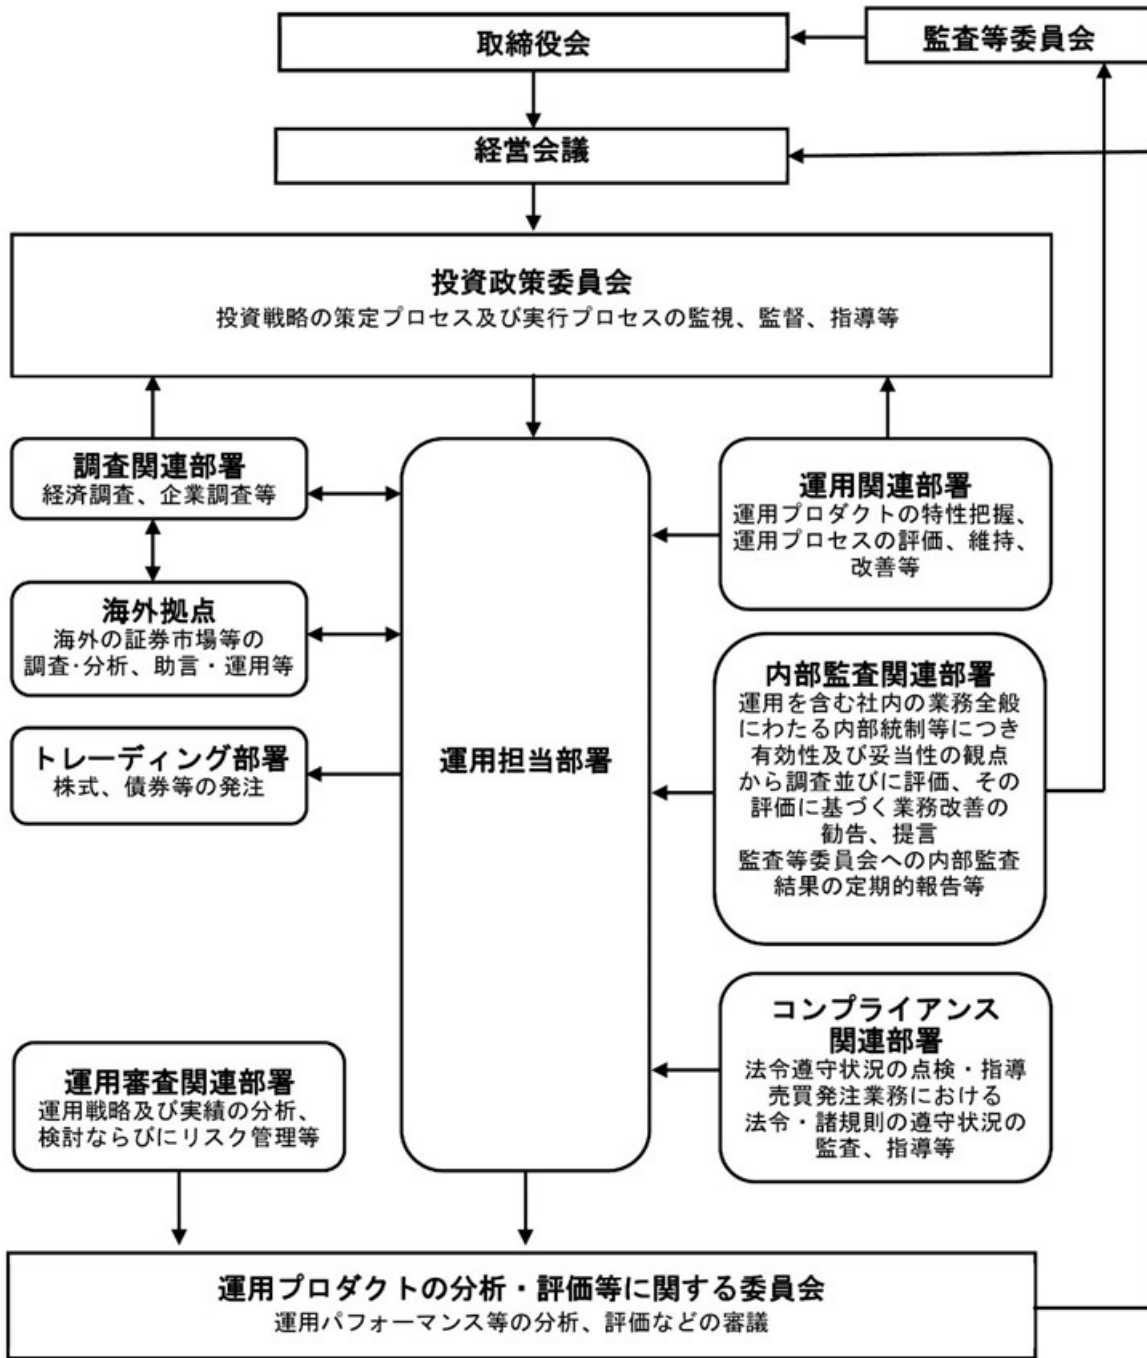 取締役会
監査等委員会
経営会議
投資政策委員会
投資戦略の策定プロセス及び実行プロセスの監視、監督、指導等
調査関連部署
経済調査、企業調査等
海外拠点
海外の証券市場等の
調査・分析、助言・運用等
トレーディング部署
株式、債券等の発注
運用担当部署
運用関連部署
運用プロダクトの特性把握、
運用プロセスの評価、維持、
改善等
内部監査関連部署
運用を含む社内の業務全般
にわたる内部統制等につき
有効性及び妥当性の観点
から調査並びに評価、その
評価に基づく業務改善の
勧告、提言
監査等委員会への内部監査
結果の定期的報告等
コンプライアンス
関連部署
法令遵守状況の点検・指導
売買発注業務における
法令・諸規則の遵守状況の
監査、指導等
運用審査関連部署
運用戦略及び実績の分析、
検討ならびにリスク管理等
運用プロダクトの分析・評価等に関する委員会
運用パフォーマンス等の分析、評価などの審議